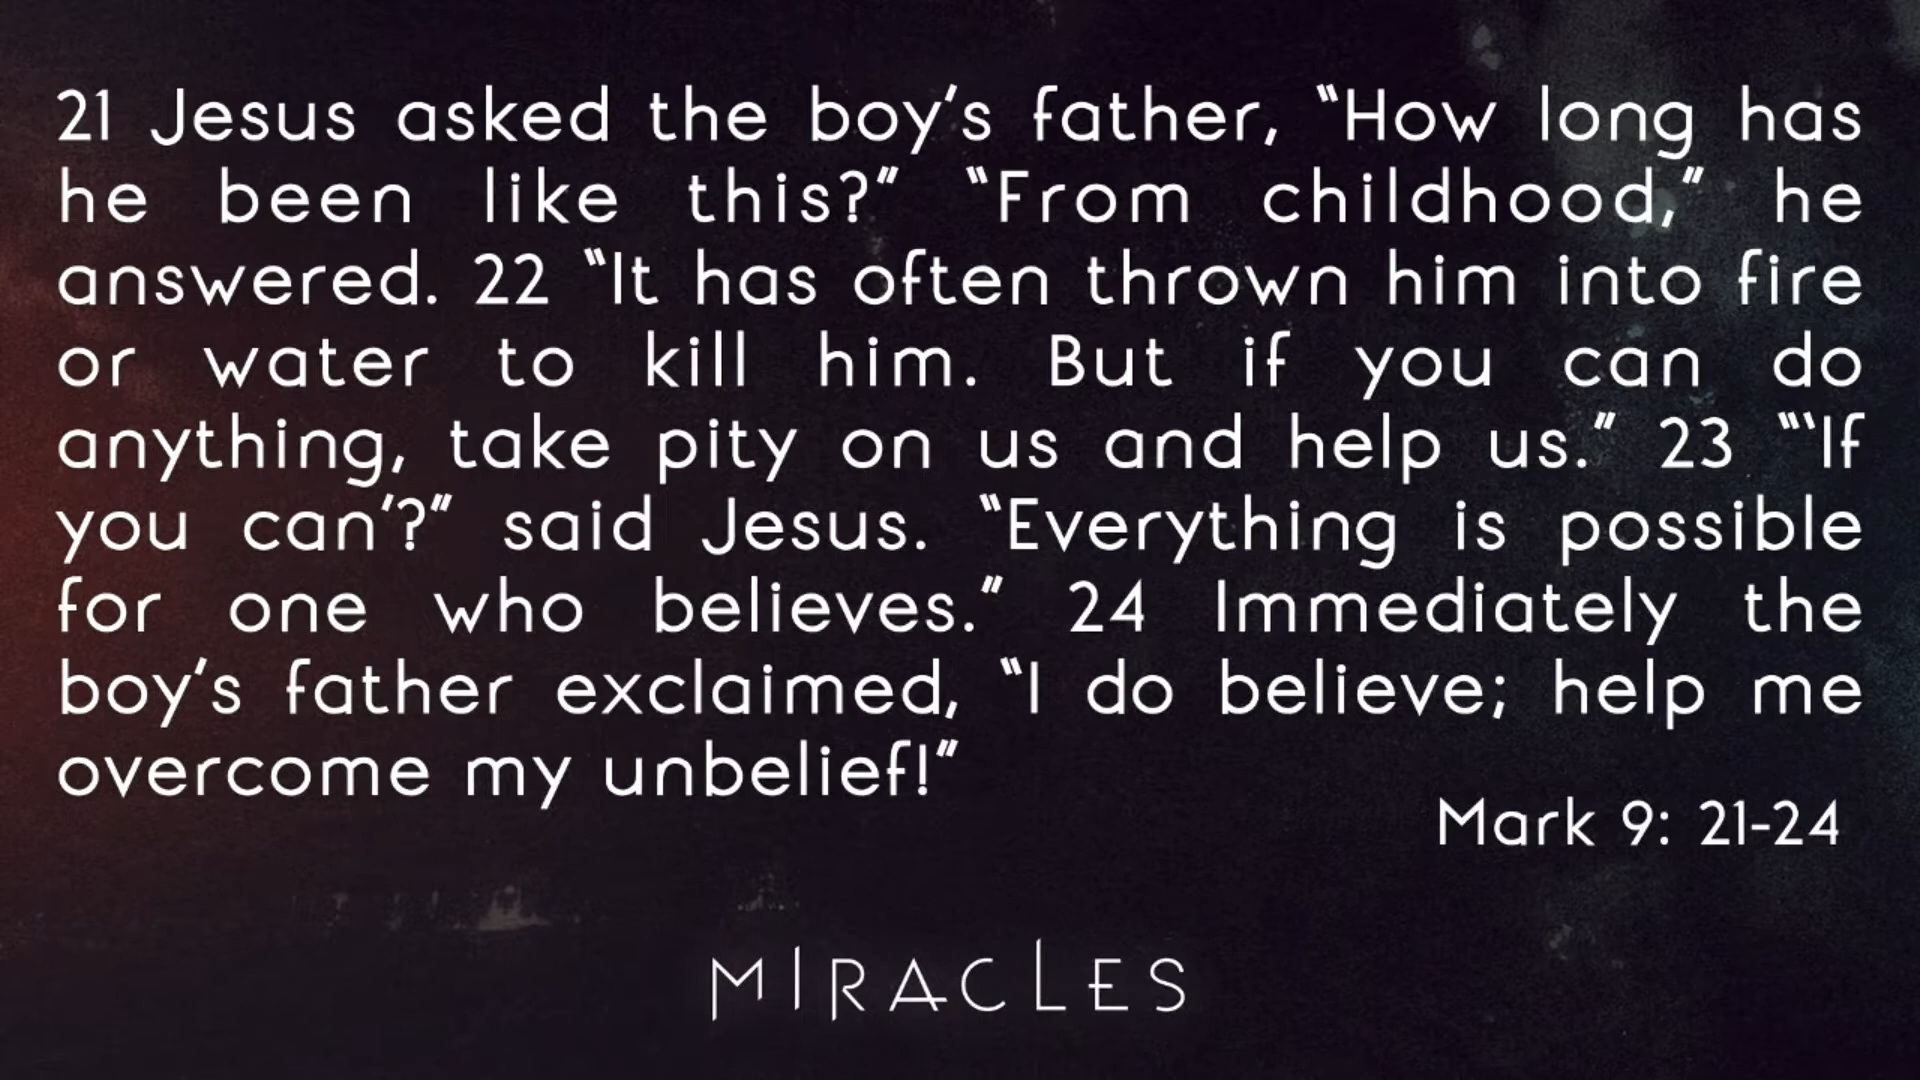 21 Jesus asked the boy’s father, “How long has
he been like this?” “From childhood,” he
answered. 22 “It has often thrown him into fire
or water to kill him. But if you can do
anything, take pity on us and help us.” 23 “‘If
you can’?” said Jesus. “Everything is possible
for one who believes.” 24 Immediately the
boy’s father exclaimed, “I do believe; help me
overcome my unbelief!”
Mark 9: 21-24
MIRACLES